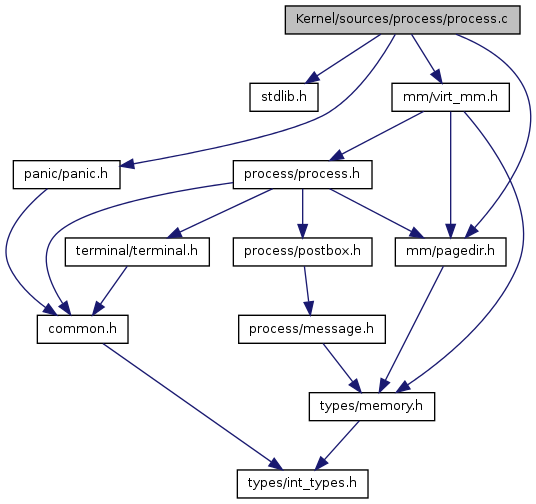 Kernel/sources/process/process.c
stdlib.h
mm/virt_mm.h
panic/panic.h
process/process.h
terminal/terminal.h
process/postbox.h
mm/pagedir.h
common.h
process/message.h
types/memory.h
types/int_types.h